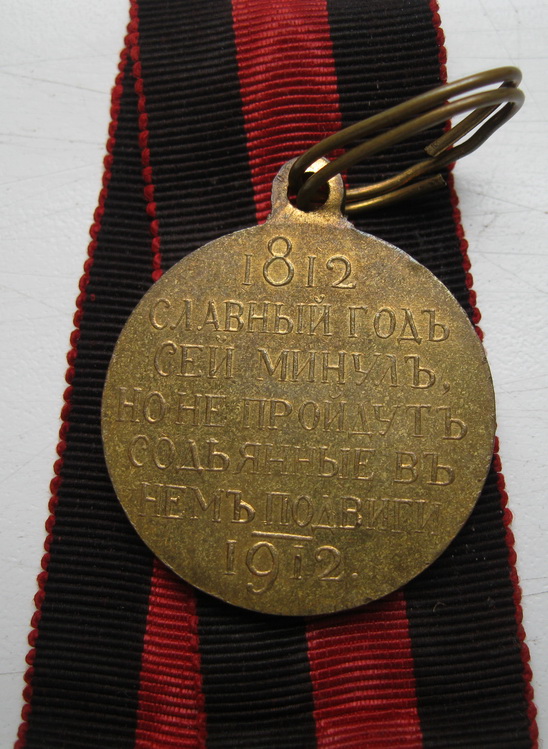 1812
СЛАВНЫЙ ГОДЪ
СЕЙ МИНУЛЪ,
НО НЕ ПРОЙДУТЪ
СОДѢЯННЫЕ ВЪ
НЕМЪ ПОДВИГИ
1912.